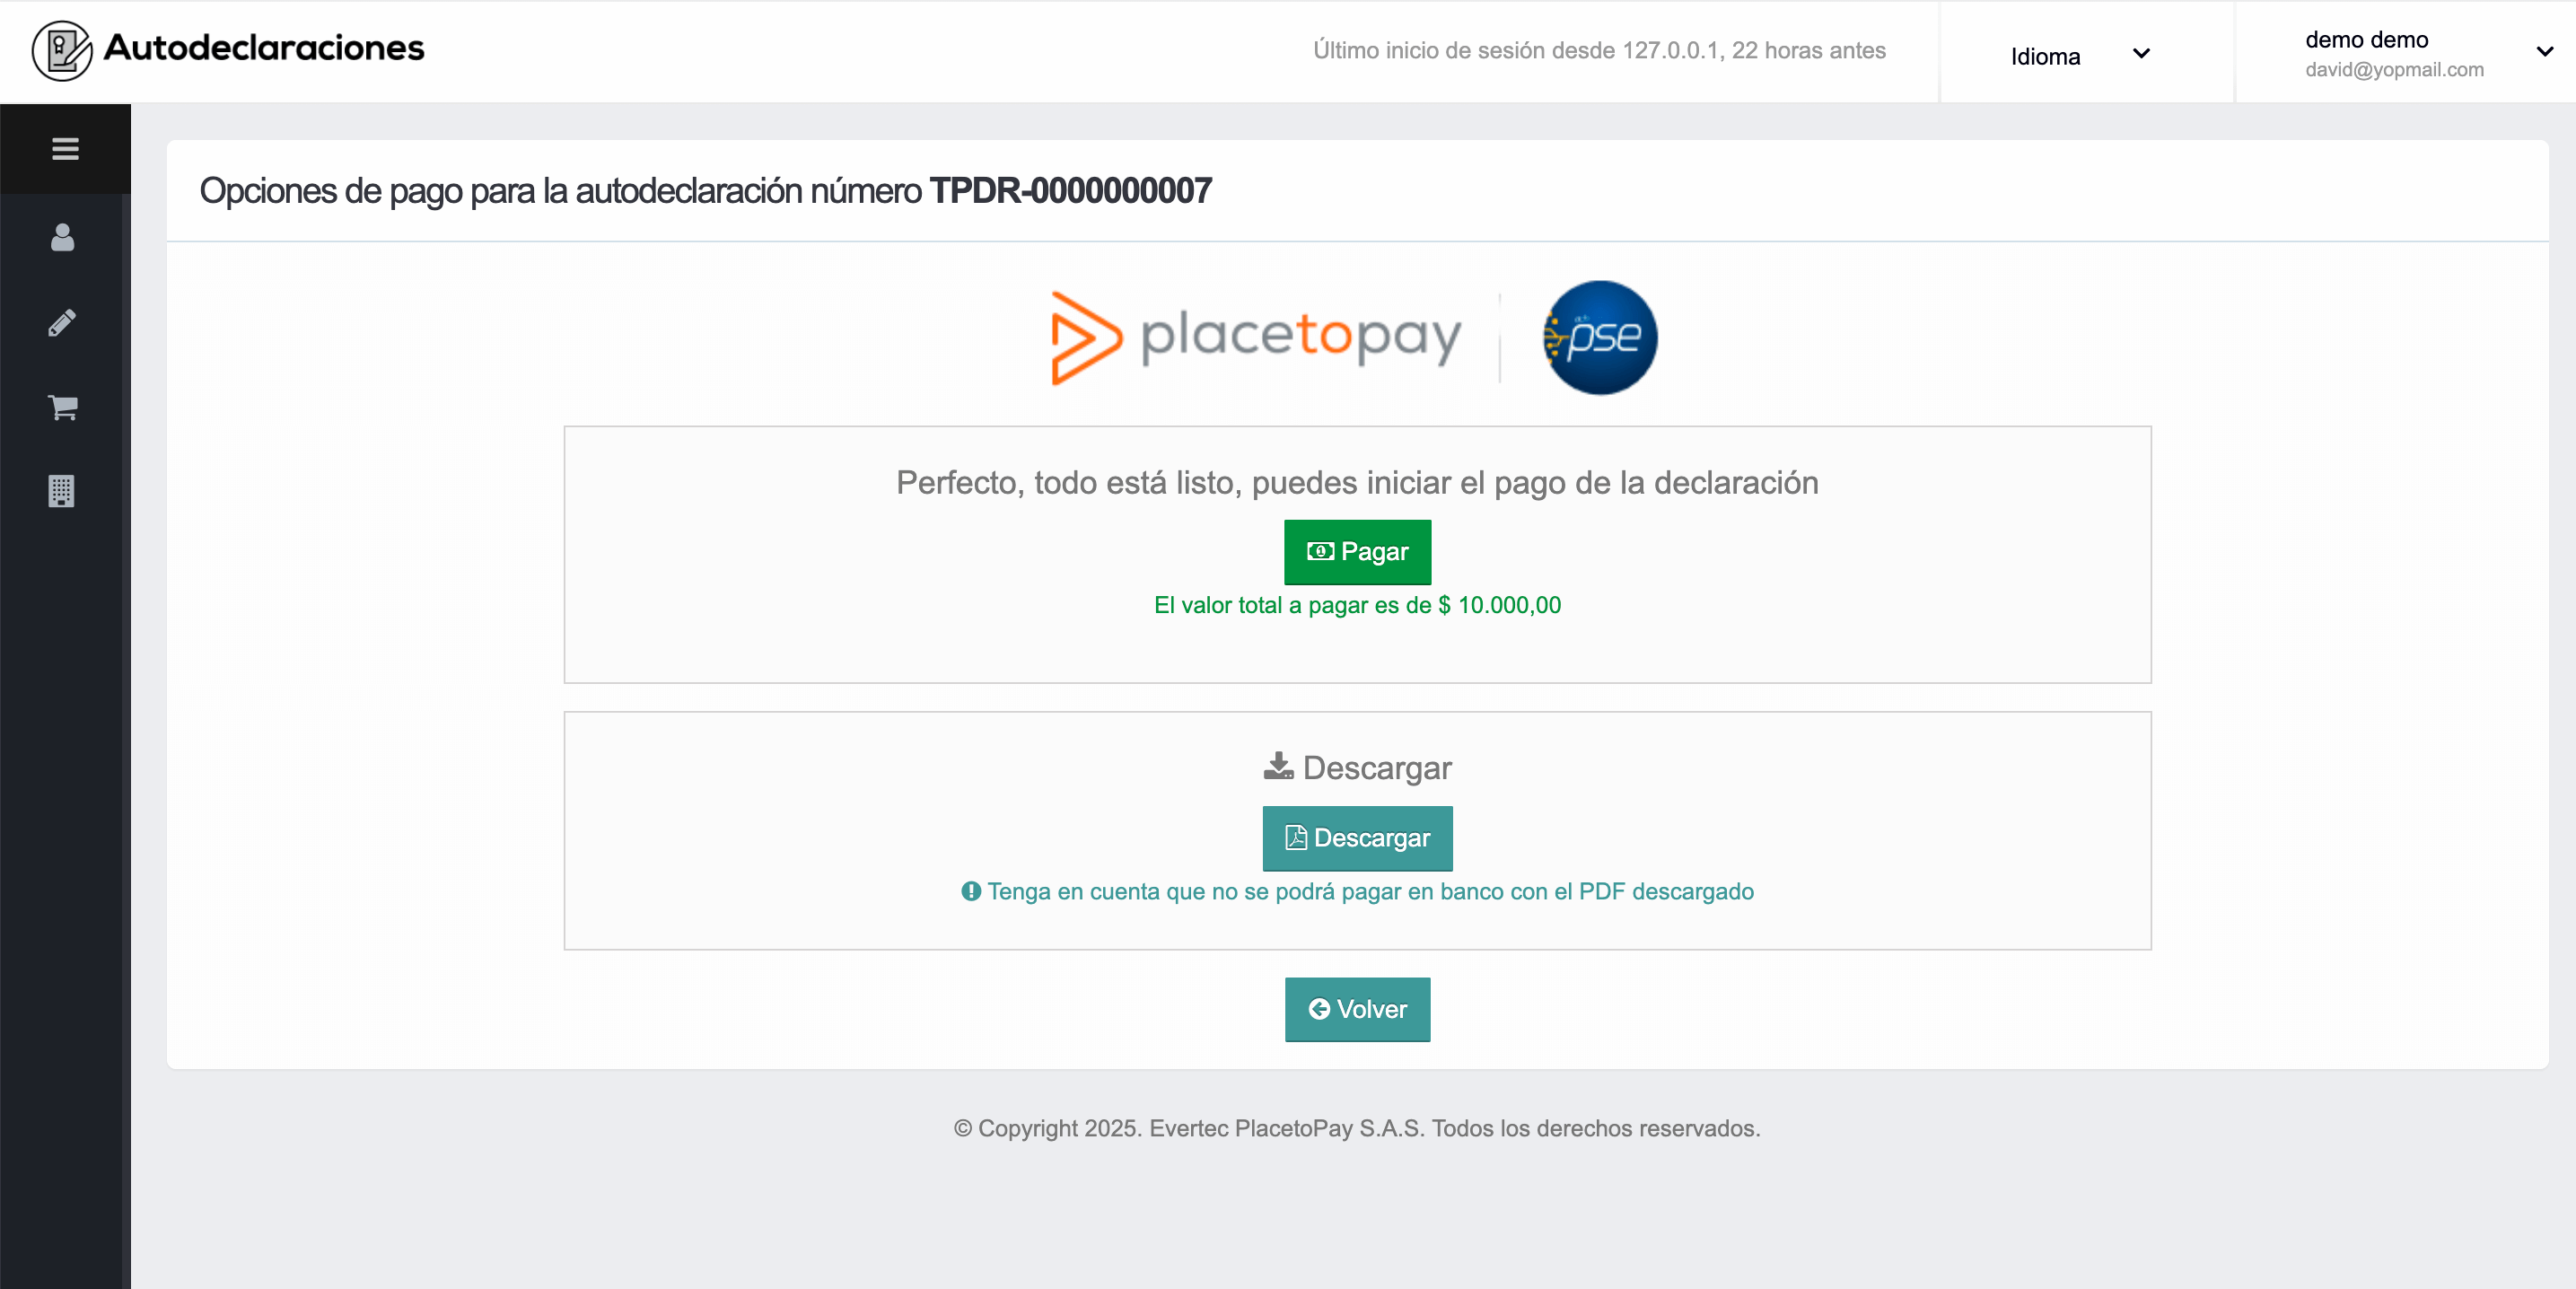 Autodeclaraciones
Último inicio de sesión desde 127.0.0.1, 22 horas antes
Idioma
demo demo
david@yopmail.com
Opciones de pago para la autodeclaración número TPDR-0000000007
placetopay
ach
pse
Perfecto, todo está listo, puedes iniciar el pago de la declaración
Pagar
El valor total a pagar es de $ 10.000,00
Descargar
Descargar
Tenga en cuenta que no se podrá pagar en banco con el PDF descargado
Volver
© Copyright 2025. Evertec PlacetoPay S.A.S. Todos los derechos reservados.